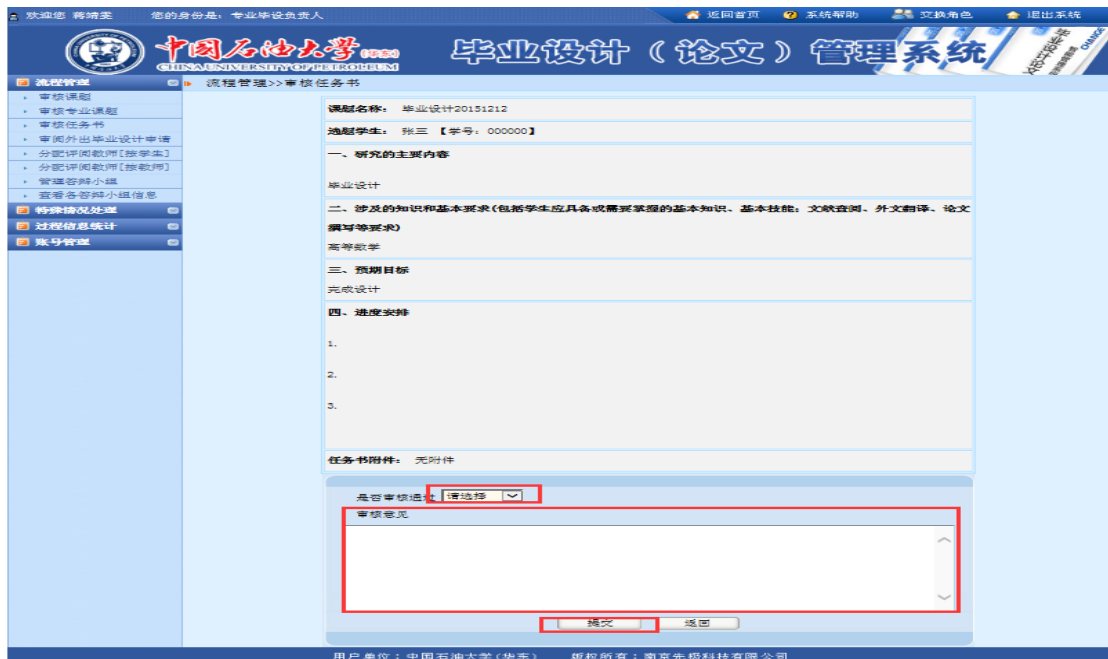 欢迎您 蒋靖雯 您的身份是：专业毕设负责人 返回首页 系统帮助 交换角色 退出系统
中国石油大学(华东) 毕业设计（论文）管理系统
CHINA UNIVERSITY OF PETROLEUM
CHANCE
流程管理
流程管理>>审核任务书
审核课题
审核专业课题
审核任务书
审阅外出毕业设计申请
分配评阅教师[按学生]
分配评阅教师[按教师]
管理答辩小组
查看各答辩小组信息
特殊情况处理
过程信息统计
账号管理
课题名称： 毕业设计20151212
选题学生： 张三 【学号：000000】
一、研究的主要内容
毕业设计
二、涉及的知识和基本要求(包括学生应具备或需要掌握的基本知识、基本技能；文献查阅、外文翻译、论文
撰写等要求)
高等数学
三、预期目标
完成设计
四、进度安排
1.
2.
3.
任务书附件： 无附件
是否审核通过 请选择
审核意见
提交 返回
用户单位：中国石油大学(华东) 版权所有：南京先极科技有限公司